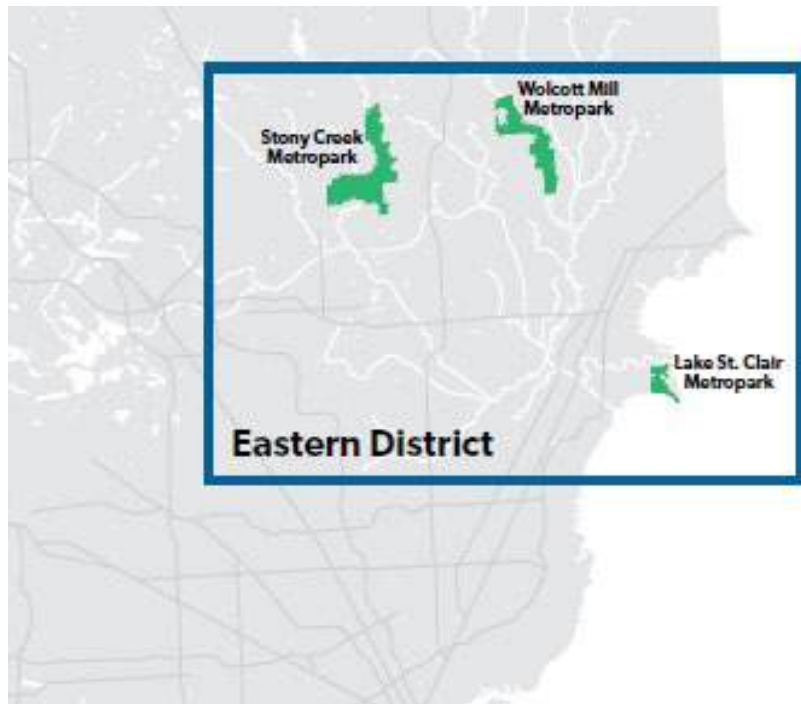 Wolcott Mill
Metropark
Stony Creek
Metropark
Lake St. Clair
Metropark
Eastern District